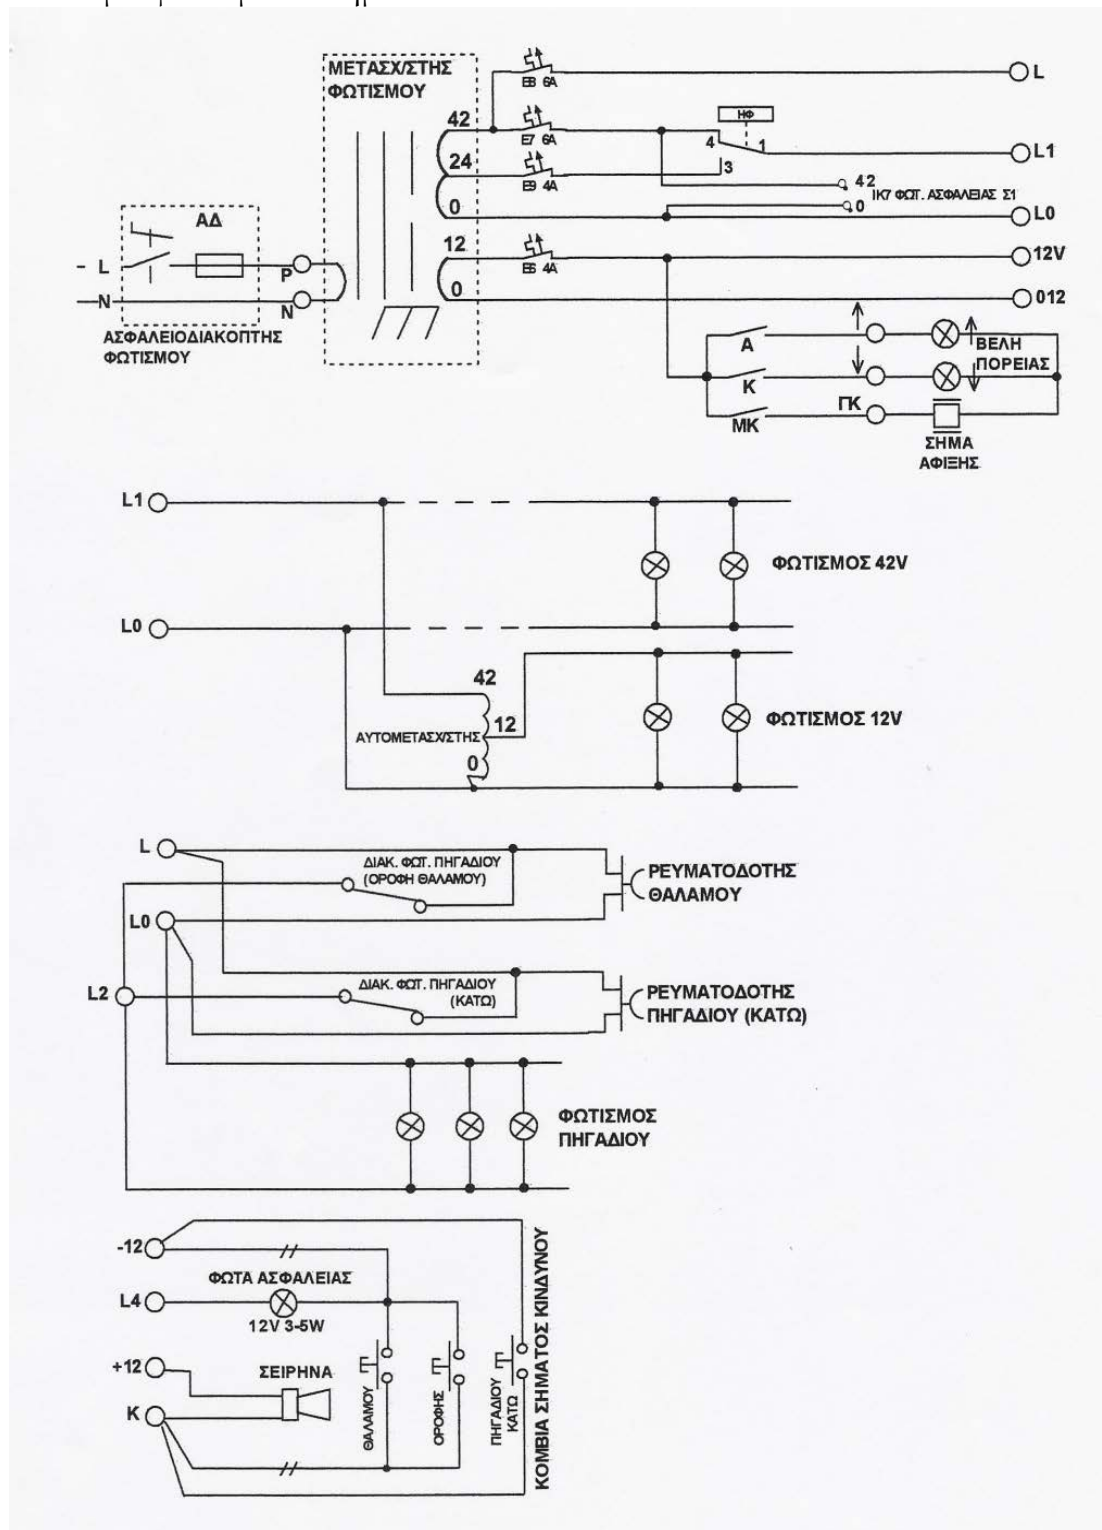 ΜΕΤΑΣΧ/ΣΤΗΣ
ΦΩΤΙΣΜΟΥ
E8 6A
L
42
E7 6A
ΗΦ
4
1
L1
24
E9 4A
3
42
ΙΚ7 ΦΩΤ. ΑΣΦΑΛΕΙΑΣ Σ1
0
0
L0
ΑΔ
12
E6 4A
12V
L
P
N
N
0
012
ΑΣΦΑΛΕΙΟΔΙΑΚΟΠΤΗΣ
ΦΩΤΙΣΜΟΥ
Α
ΒΕΛΗ
ΠΟΡΕΙΑΣ
Κ
ΓΚ
ΜΚ
ΣΗΜΑ
ΑΦΙΞΗΣ
L1
ΦΩΤΙΣΜΟΣ 42V
L0
42
12
ΑΥΤΟΜΕΤΑΣΧ/ΣΤΗΣ
0
ΦΩΤΙΣΜΟΣ 12V
L
ΔΙΑΚ. ΦΩΤ. ΠΗΓΑΔΙΟΥ
(ΟΡΟΦΗ ΘΑΛΑΜΟΥ)
ΡΕΥΜΑΤΟΔΟΤΗΣ
ΘΑΛΑΜΟΥ
L0
L2
ΔΙΑΚ. ΦΩΤ. ΠΗΓΑΔΙΟΥ
(ΚΑΤΩ)
ΡΕΥΜΑΤΟΔΟΤΗΣ
ΠΗΓΑΔΙΟΥ (ΚΑΤΩ)
ΦΩΤΙΣΜΟΣ
ΠΗΓΑΔΙΟΥ
-12
ΦΩΤΑ ΑΣΦΑΛΕΙΑΣ
L4
12V 3-5W
+12
ΣΕΙΡΗΝΑ
K
ΘΑΛΑΜΟΥ
ΟΡΟΦΗΣ
ΠΗΓΑΔΙΟΥ
ΚΑΤΩ
ΚΟΜΒΙΑ ΣΗΜΑΤΟΣ ΚΙΝΔΥΝΟΥ